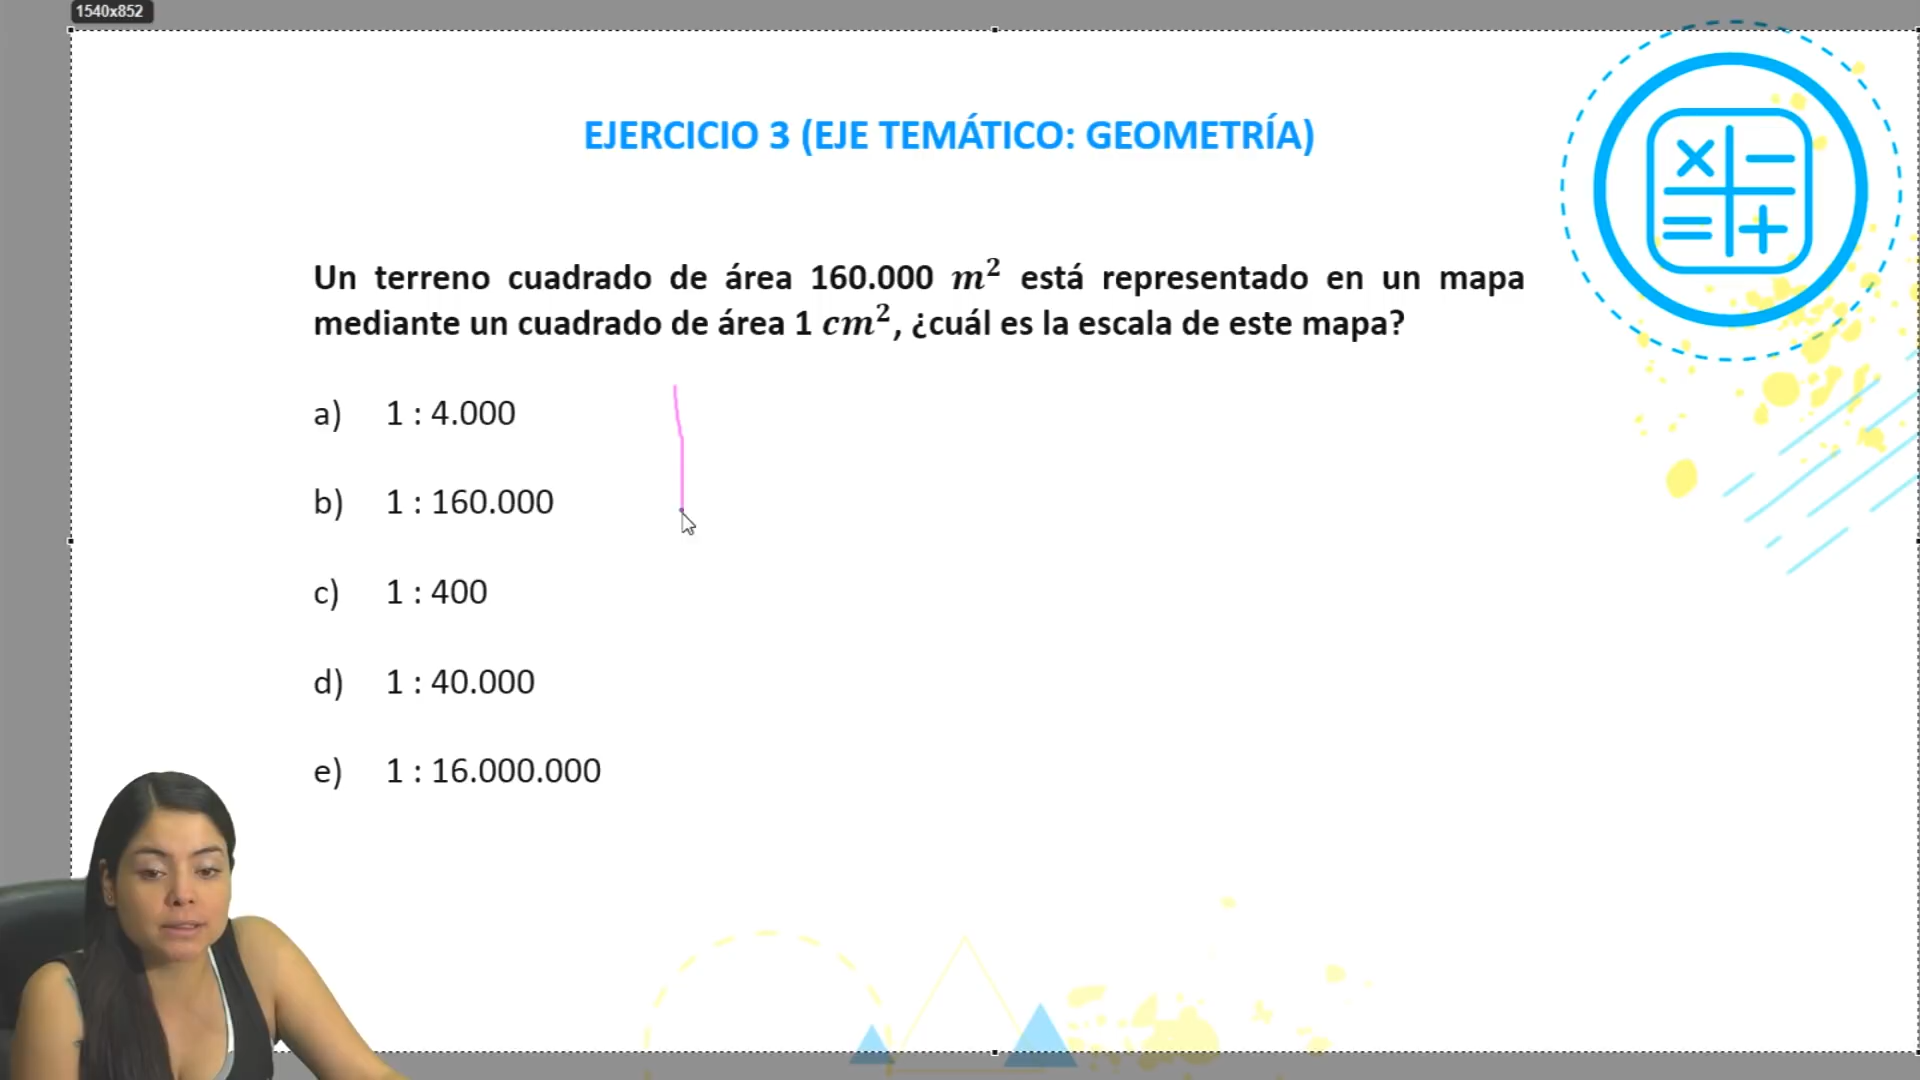 1540x852
EJERCICIO 3 (EJE TEMÁTICO: GEOMETRÍA)
Un terreno cuadrado de área 160.000 m² está representado en un mapa
mediante un cuadrado de área 1 cm², ¿cuál es la escala de este mapa?
a) 1 : 4.000
b) 1 : 160.000
c) 1 : 400
d) 1 : 40.000
e) 1 : 16.000.000